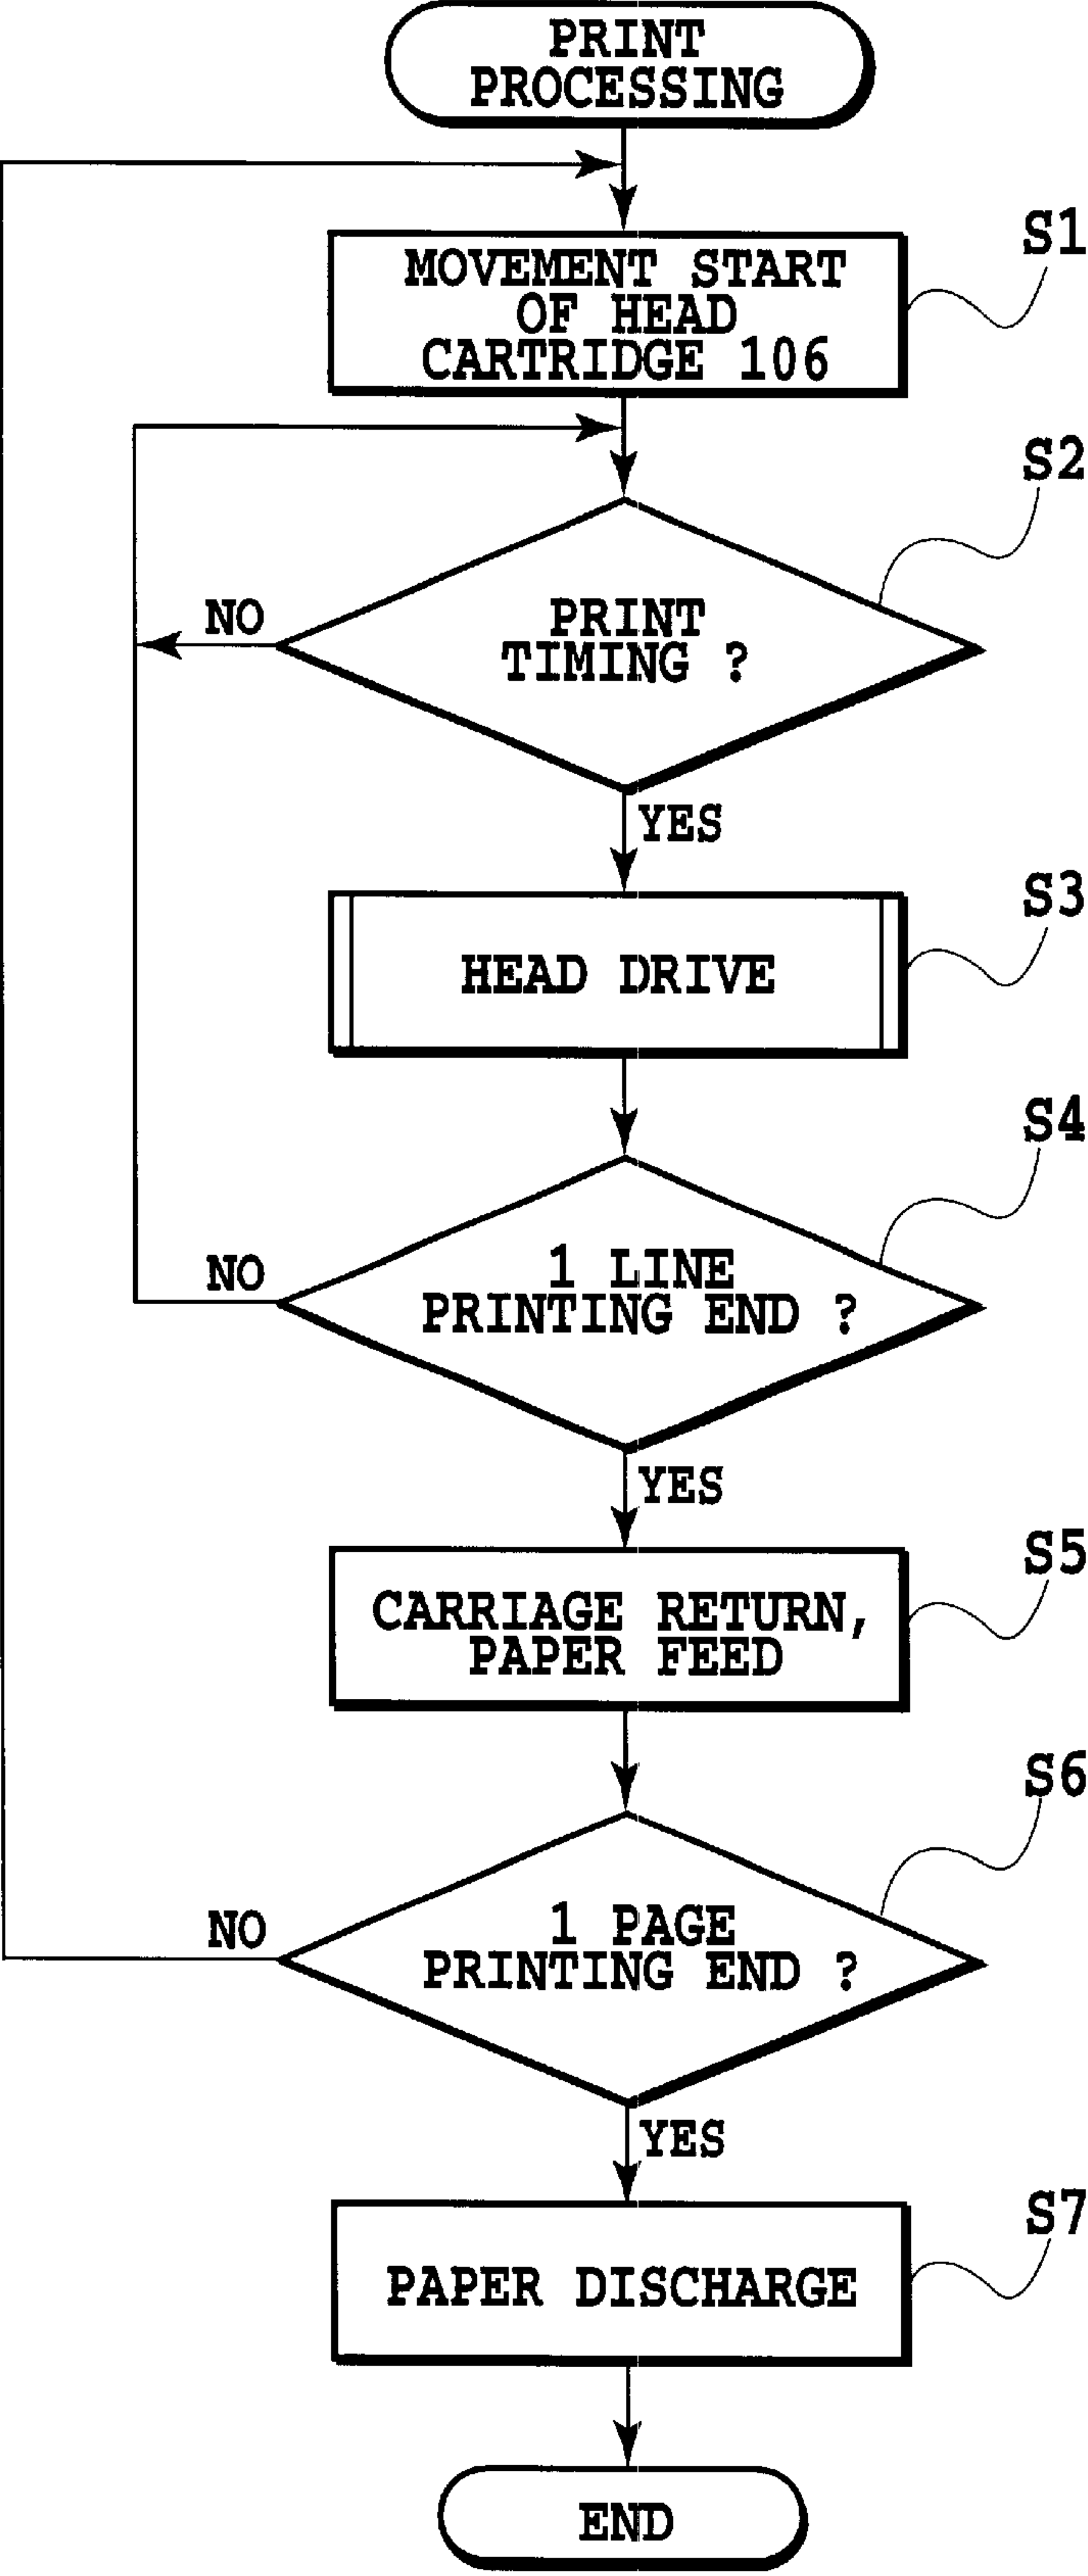 PRINT
PROCESSING
S1
MOVEMENT START
OF HEAD
CARTRIDGE 106
S2
NO
PRINT
TIMING ?
YES
S3
HEAD DRIVE
S4
NO
1 LINE
PRINTING END ?
YES
S5
CARRIAGE RETURN,
PAPER FEED
S6
NO
1 PAGE
PRINTING END ?
YES
S7
PAPER DISCHARGE
END